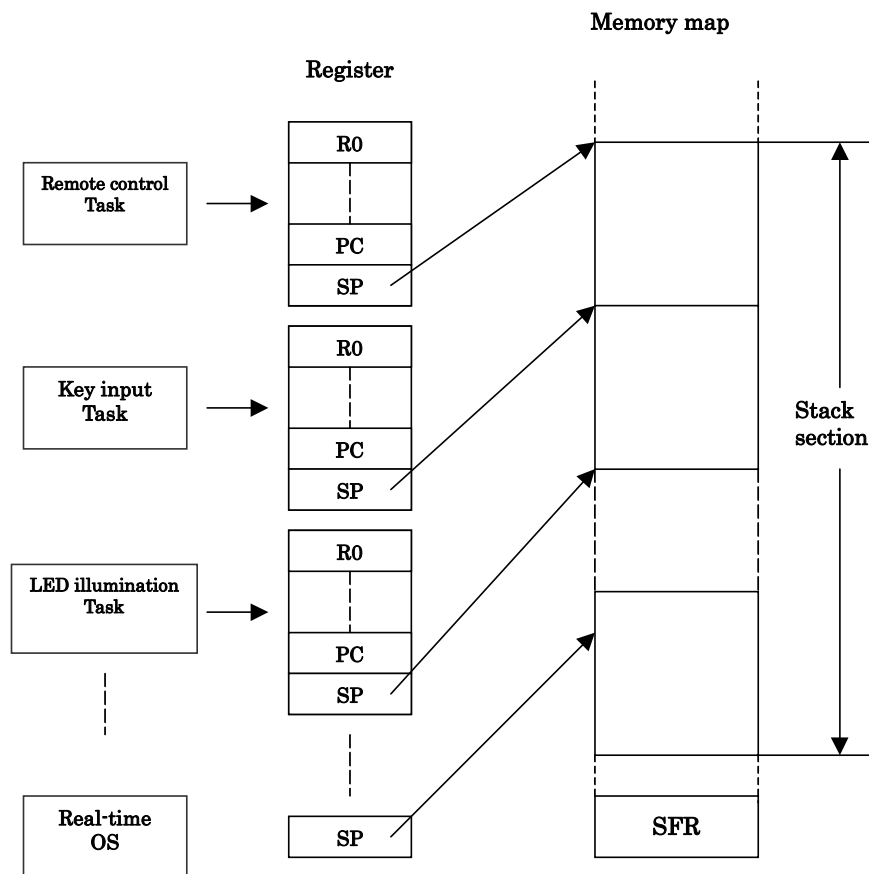 Memory map
Register
Remote control
Task
R0
PC
SP
Key input
Task
R0
PC
SP
Stack
section
LED illumination
Task
R0
PC
SP
Real-time
OS
SP
SFR